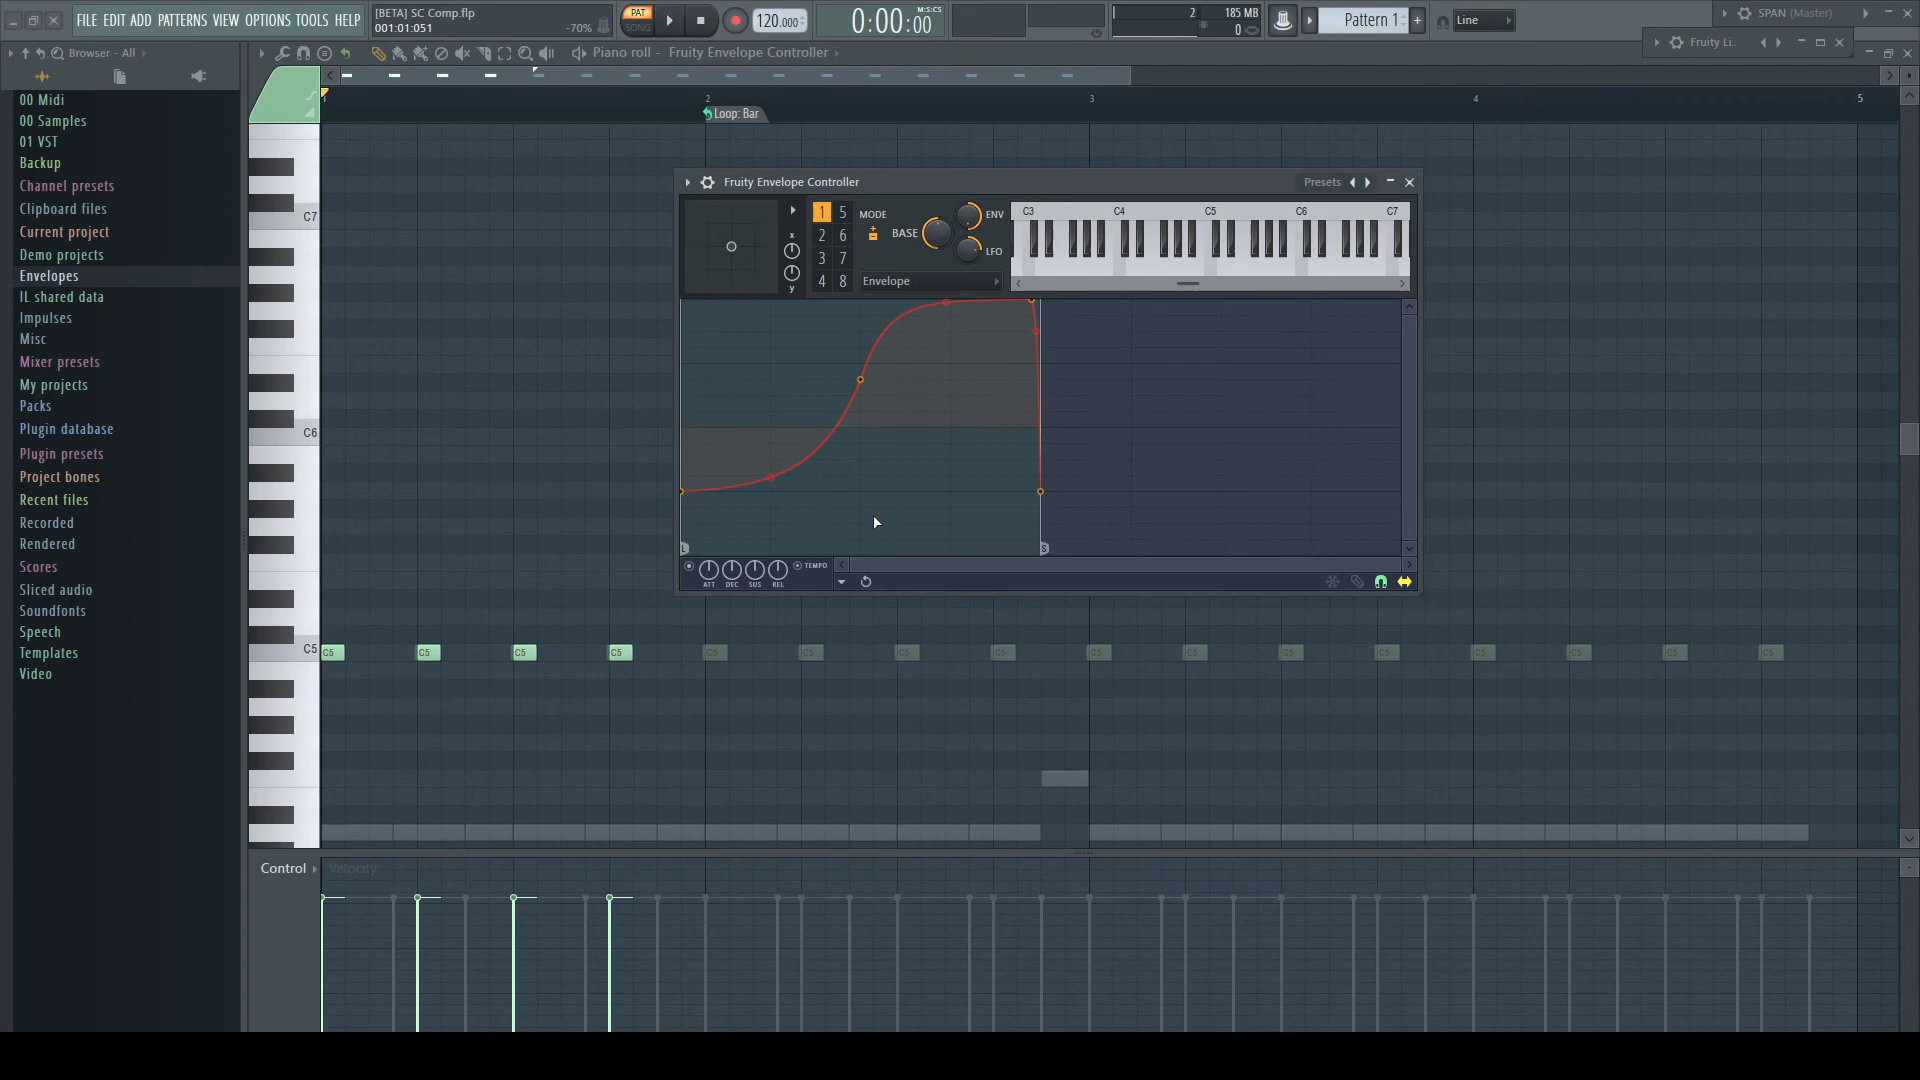 FILE EDIT ADD PATTERNS VIEW OPTIONS TOOLS HELP
[BETA] SC Comp.flp
001:01:051
-70%
PAT
SONG
120.000
0:00:00
M:S:CS
2
185 MB
0
Pattern 1
Line
SPAN (Master)
Browser - All
Piano roll - Fruity Envelope Controller
Fruity Li..
00 Midi
00 Samples
01 VST
Backup
Channel presets
Clipboard files
Current project
Demo projects
Envelopes
IL shared data
Impulses
Misc
Mixer presets
My projects
Packs
Plugin database
Plugin presets
Project bones
Recent files
Recorded
Rendered
Scores
Sliced audio
Soundfonts
Speech
Templates
Video
1
2
3
4
5
Loop: Bar
C7
C6
C5
Fruity Envelope Controller
Presets
1 5
2 6
3 7
4 8
x
y
MODE
BASE
ENV
LFO
Envelope
C3 C4 C5 C6 C7
L
S
ATT DEC SUS REL
TEMPO
C5 C5 C5 C5 C5 C5 C5 C5 C5 C5 C5 C5 C5 C5 C5 C5
Control
Velocity